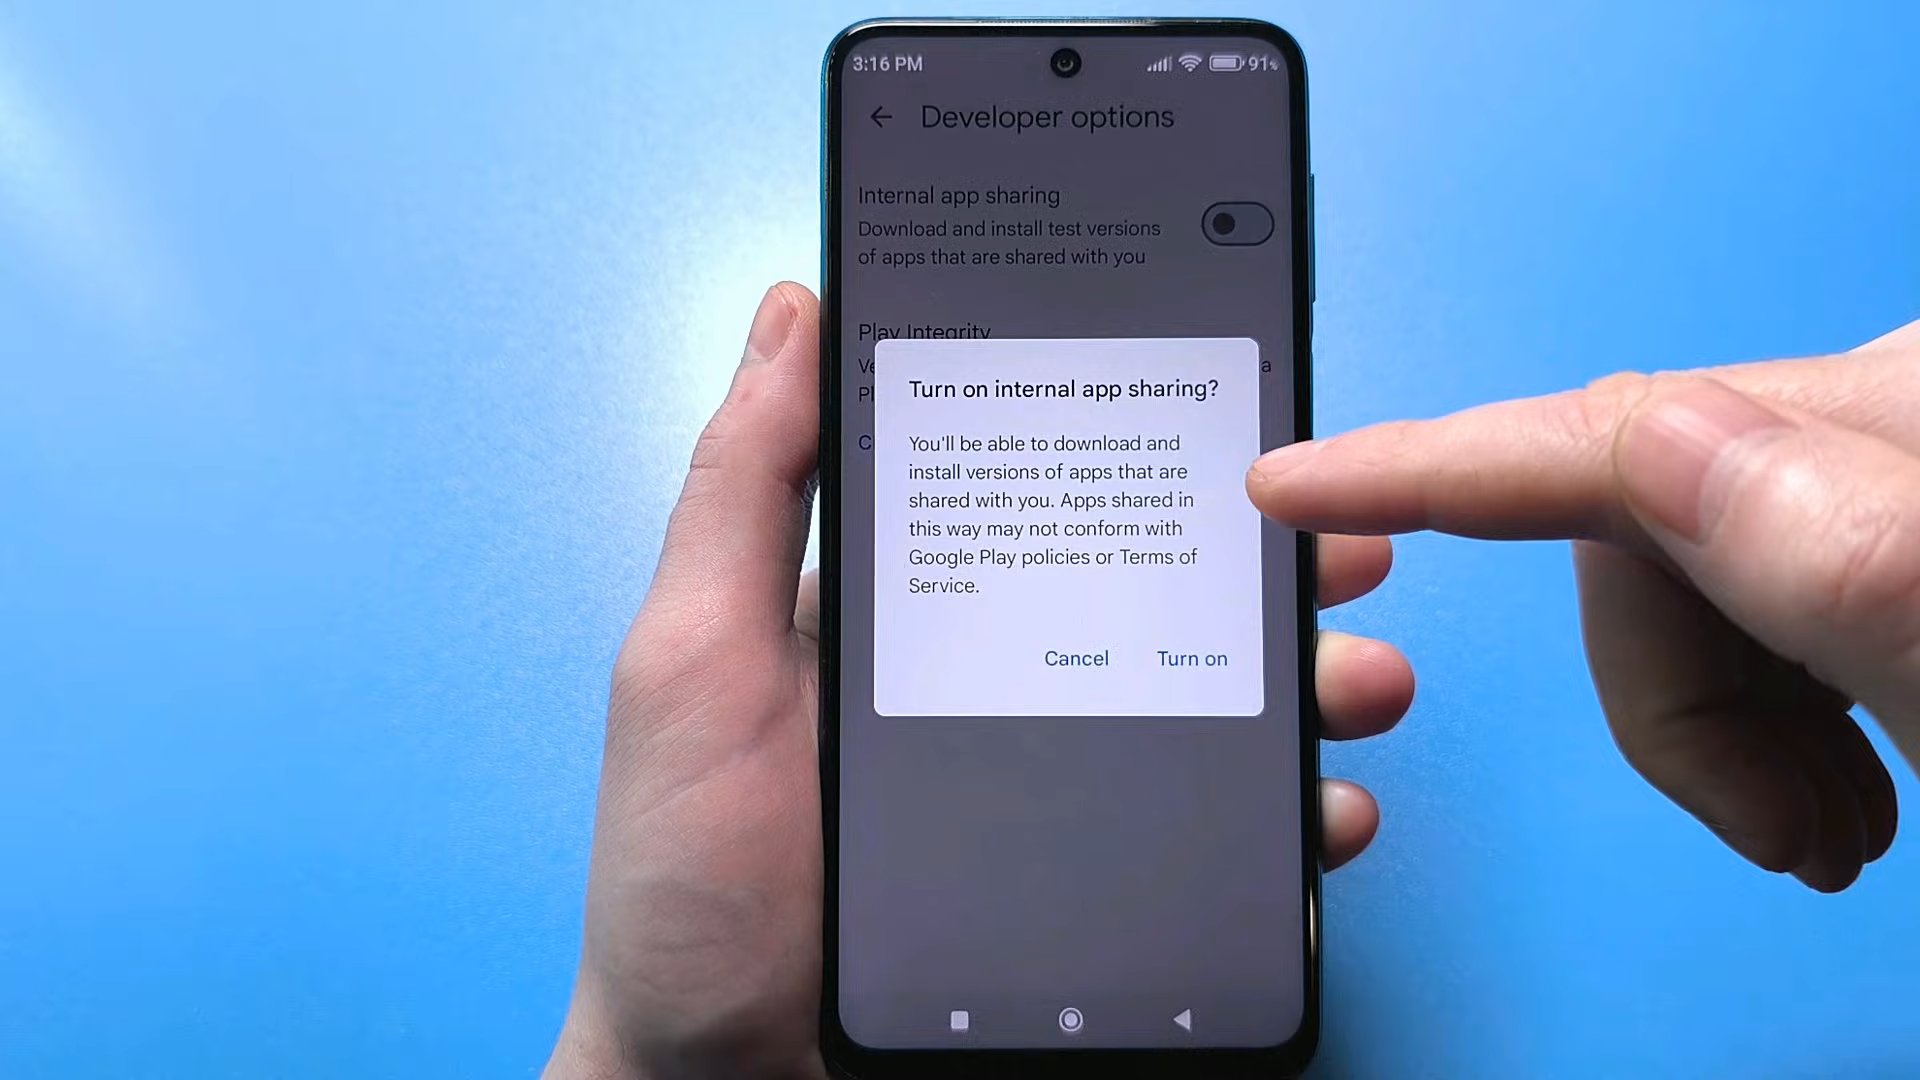 3:16 PM
91%
Developer options
Internal app sharing
Download and install test versions
of apps that are shared with you
Play Integrity
Turn on internal app sharing?
You'll be able to download and
install versions of apps that are
shared with you. Apps shared in
this way may not conform with
Google Play policies or Terms of
Service.
Cancel Turn on